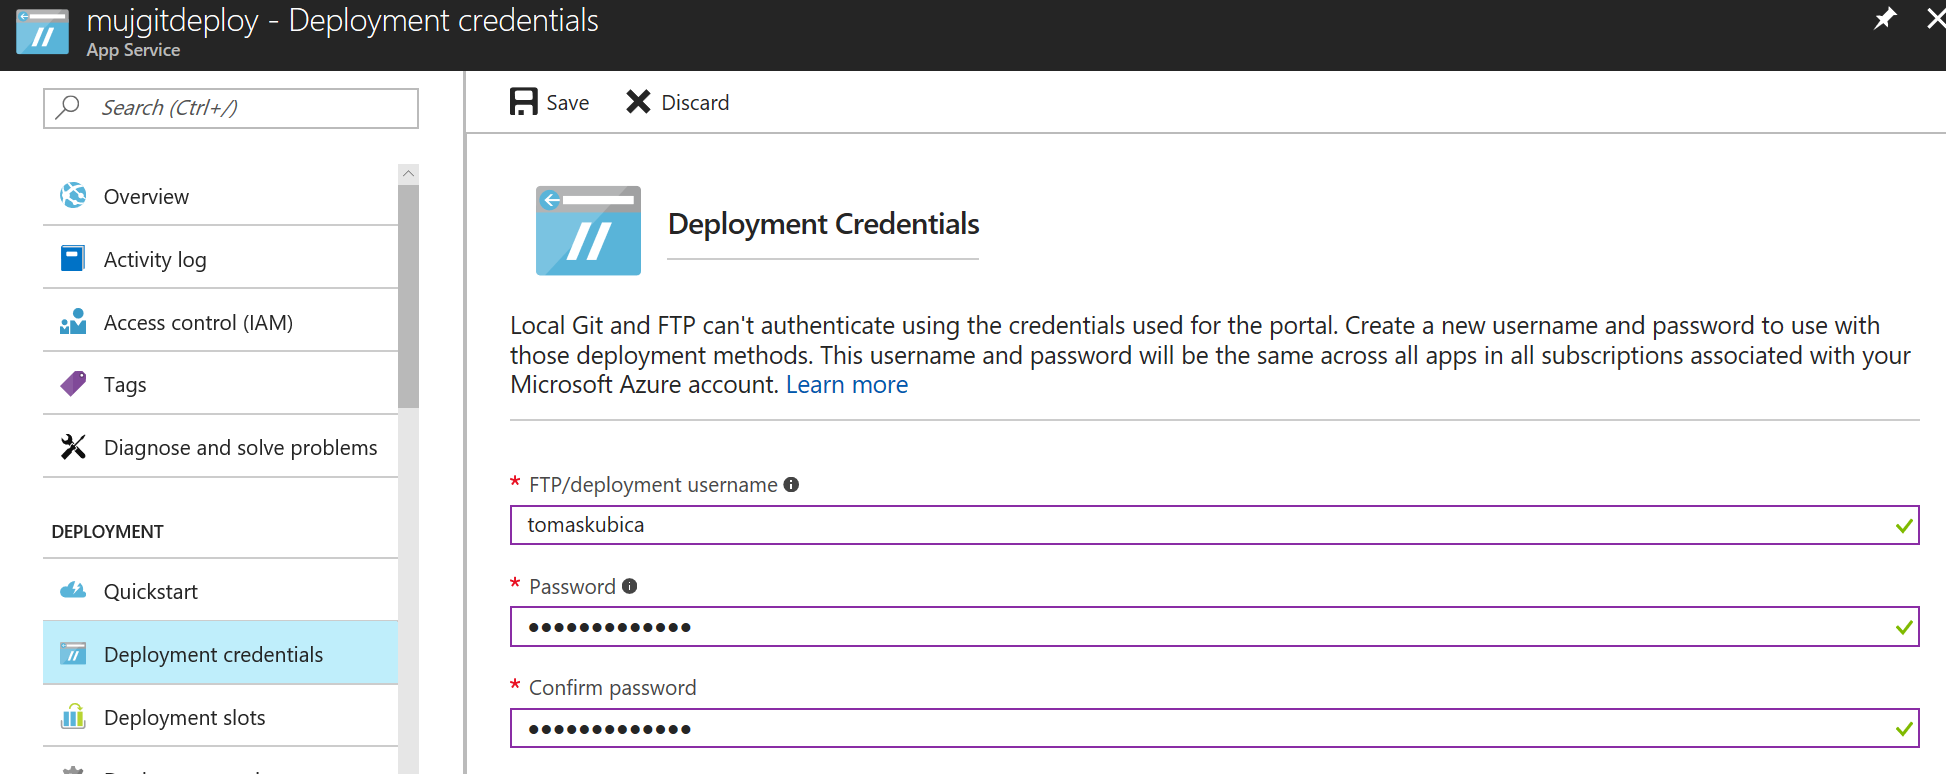 mujgitdeploy - Deployment credentials
App Service
Search (Ctrl+/)
Overview
Activity log
Access control (IAM)
Tags
Diagnose and solve problems
DEPLOYMENT
Quickstart
Deployment credentials
Deployment slots
Save
Discard
Deployment Credentials
Local Git and FTP can't authenticate using the credentials used for the portal. Create a new username and password to use with
those deployment methods. This username and password will be the same across all apps in all subscriptions associated with your
Microsoft Azure account. Learn more
* FTP/deployment username
tomaskubica
* Password
•••••••••••••
* Confirm password
•••••••••••••